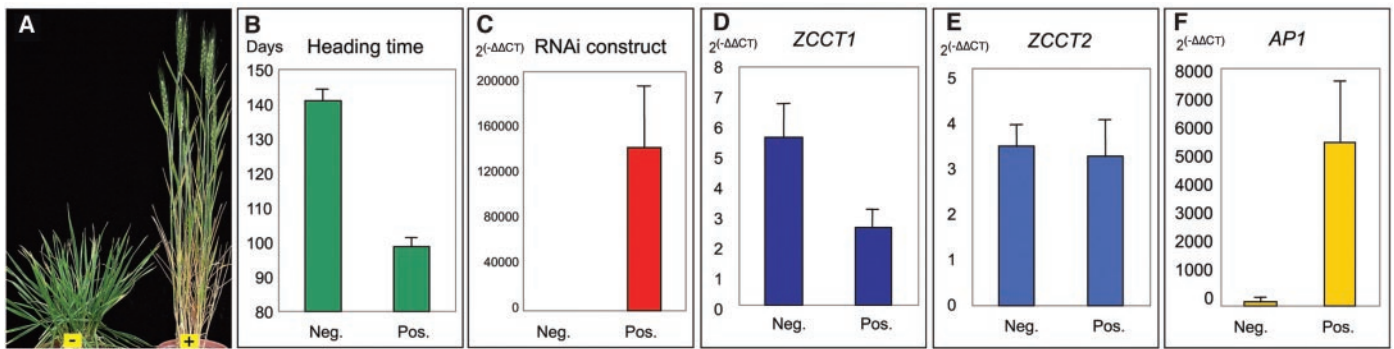 A
-
+
B
Days
Heading time
150
140
130
120
110
100
90
80
Neg. Pos.
C
2(-ΔΔCT)
RNAi construct
200000
160000
120000
80000
40000
0
Neg. Pos.
D
2(-ΔΔCT)
ZCCT1
8
7
6
5
4
3
2
1
0
Neg. Pos.
E
2(-ΔΔCT)
ZCCT2
5
4
3
2
1
0
Neg. Pos.
F
2(-ΔΔCT)
AP1
8000
7000
6000
5000
4000
3000
2000
1000
0
Neg. Pos.